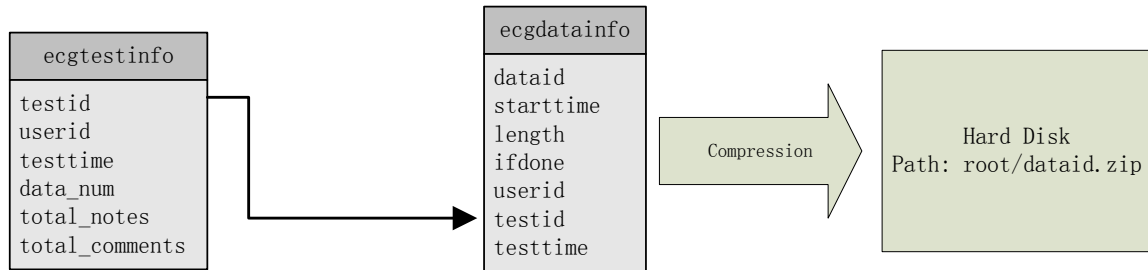 ecgtestinfo
testid
userid
testtime
data_num
total_notes
total_comments
ecgdatainfo
dataid
starttime
length
ifdone
userid
testid
testtime
Compression
Hard Disk
Path: root/dataid.zip